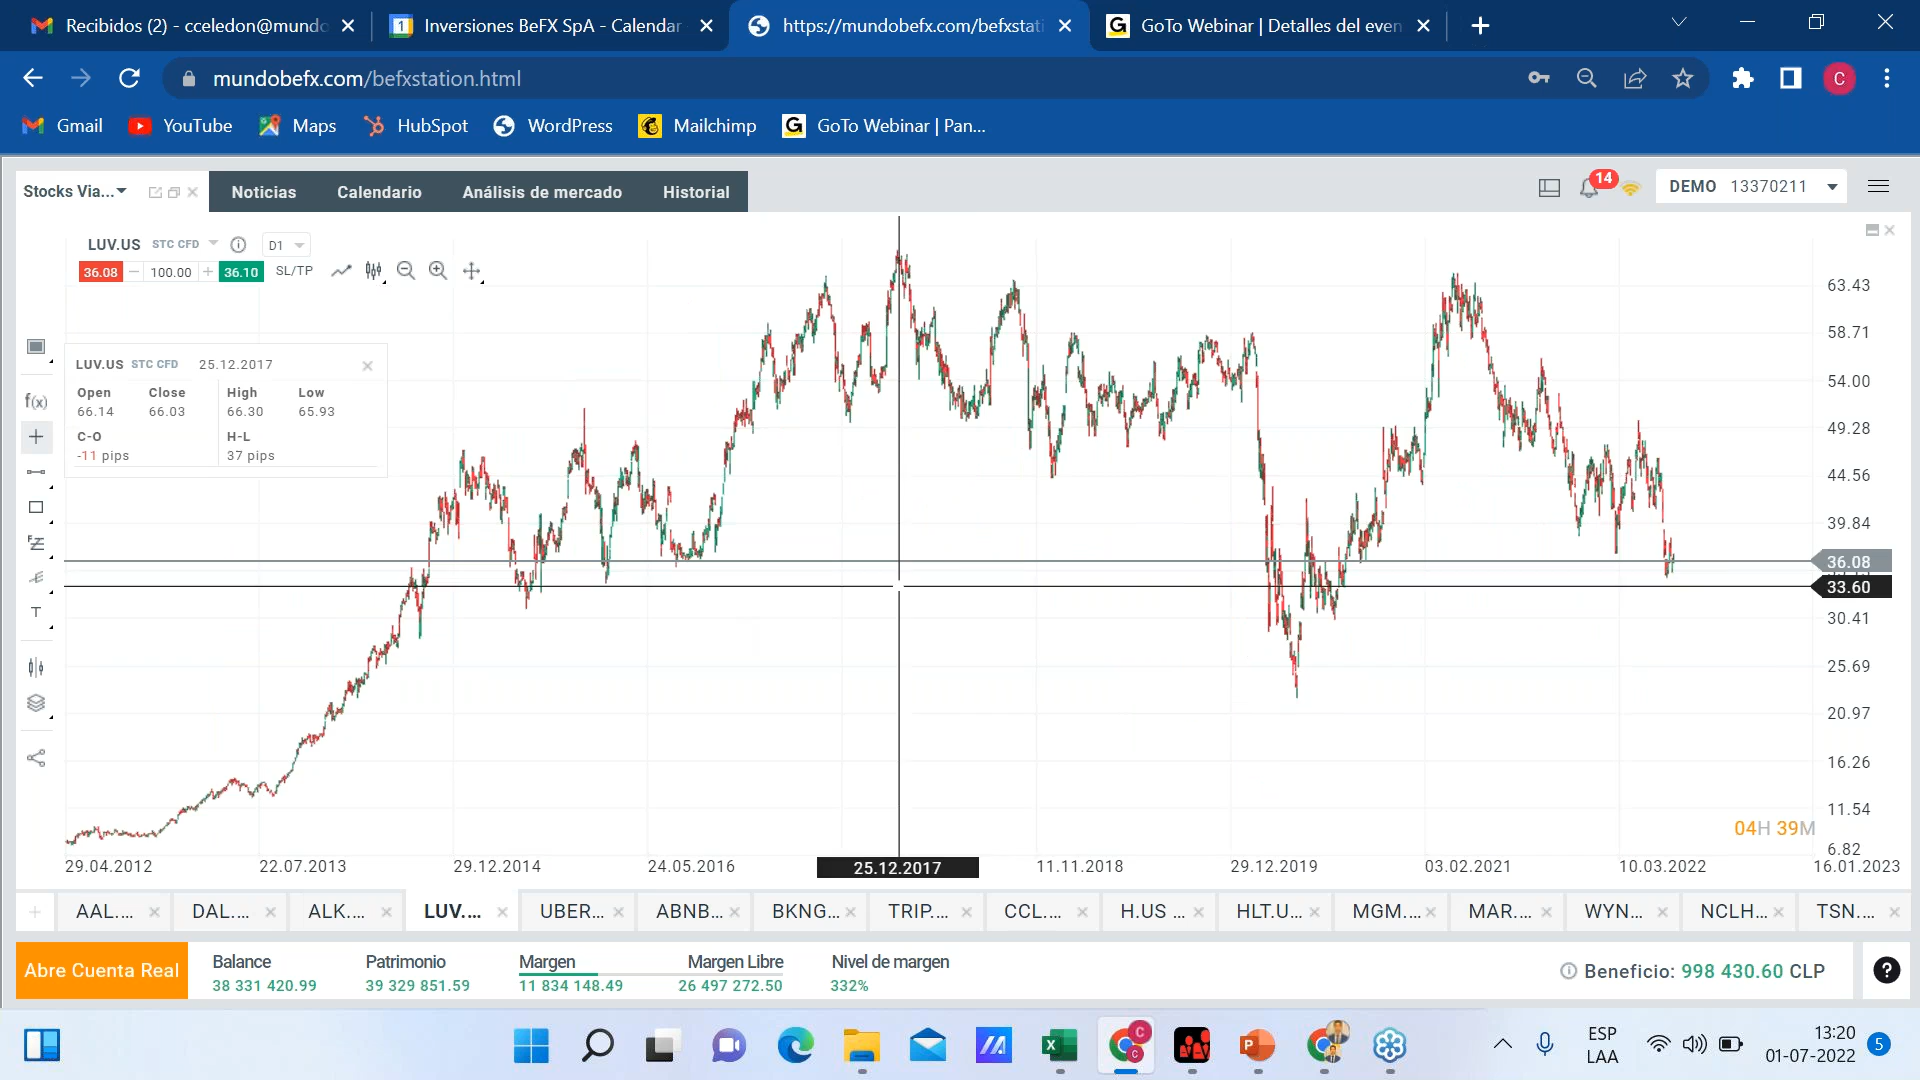 Recibidos (2) - cceledon@mundo
Inversiones BeFX SpA - Calendar
https://mundobefx.com/befxstati
GoTo Webinar | Detalles del even
mundobefx.com/befxstation.html
C
Gmail
YouTube
Maps
HubSpot
WordPress
Mailchimp
GoTo Webinar | Pan...
Stocks Via...
Noticias
Calendario
Análisis de mercado
Historial
14
DEMO 13370211
LUV.US STC CFD
D1
36.08
100.00
36.10
SL/TP
LUV.US STC CFD 25.12.2017
Open Close High Low
66.14 66.03 66.30 65.93
C-O H-L
-11 pips 37 pips
f(x)
T
63.43
58.71
54.00
49.28
44.56
39.84
36.08
33.60
30.41
25.69
20.97
16.26
11.54
6.82
04H 39M
29.04.2012
22.07.2013
29.12.2014
24.05.2016
25.12.2017
11.11.2018
29.12.2019
03.02.2021
10.03.2022
16.01.2023
AAL....
DAL....
ALK....
LUV....
UBER...
ABNB...
BKNG...
TRIP....
CCL....
H.US ...
HLT.U...
MGM....
MAR....
WYN...
NCLH...
TSN....
Abre Cuenta Real
Balance
38 331 420.99
Patrimonio
39 329 851.59
Margen
11 834 148.49
Margen Libre
26 497 272.50
Nivel de margen
332%
Beneficio: 998 430.60 CLP
ESP
LAA
13:20
01-07-2022
5